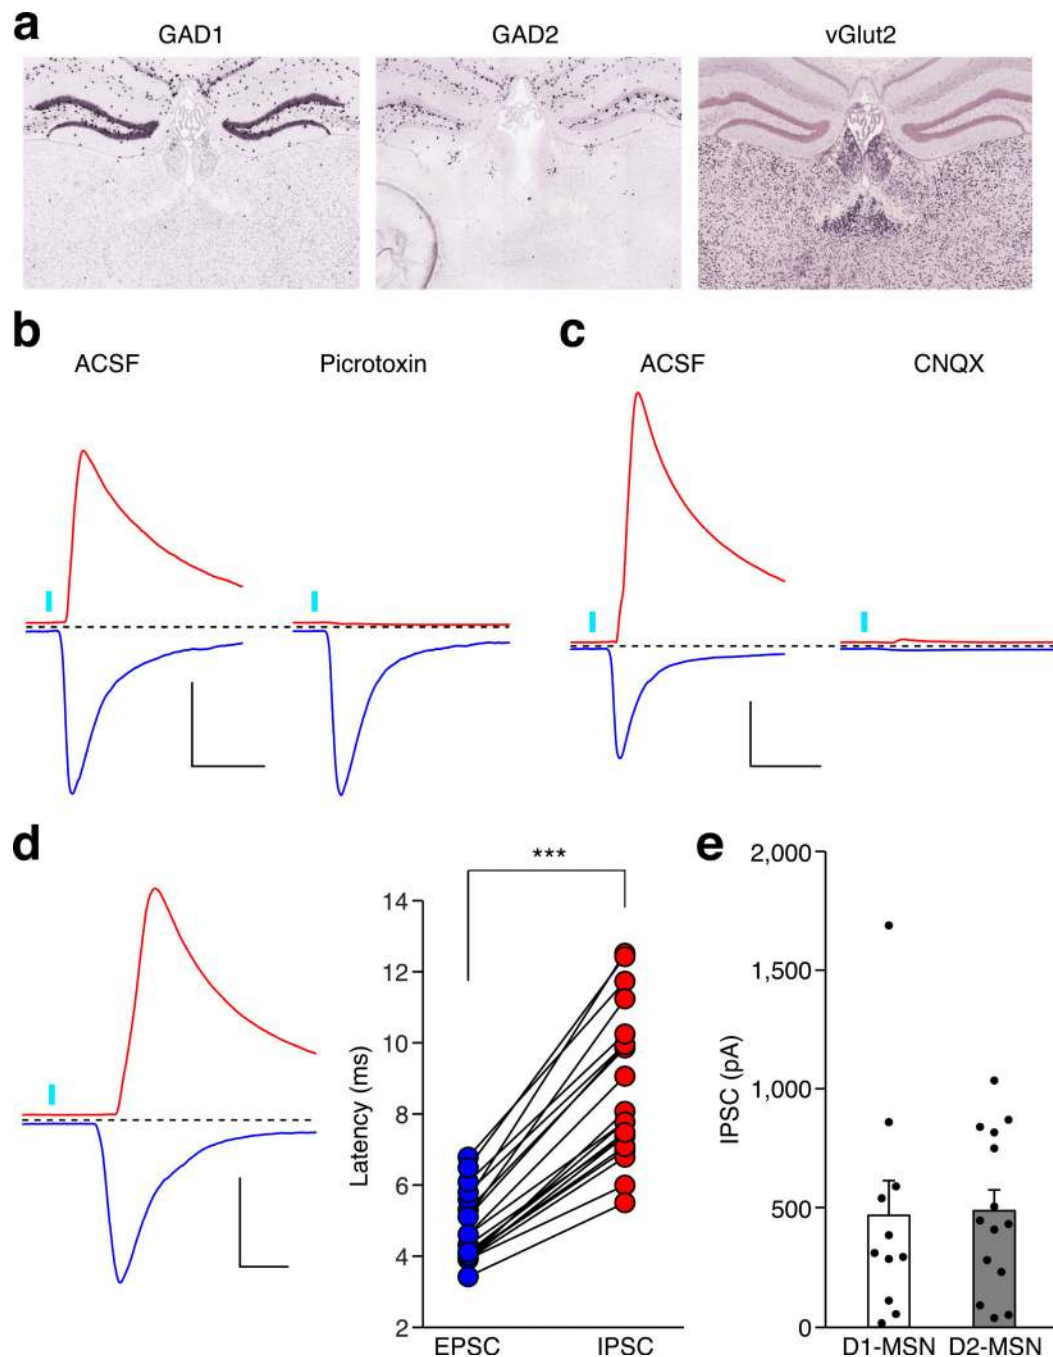 a
GAD1 GAD2 vGlut2
b c
ACSF Picrotoxin ACSF CNQX
d e
***
Latency (ms)
14
12
10
8
6
4
2
EPSC IPSC
IPSC (pA)
2,000
1,500
1,000
500
0
D1-MSN D2-MSN